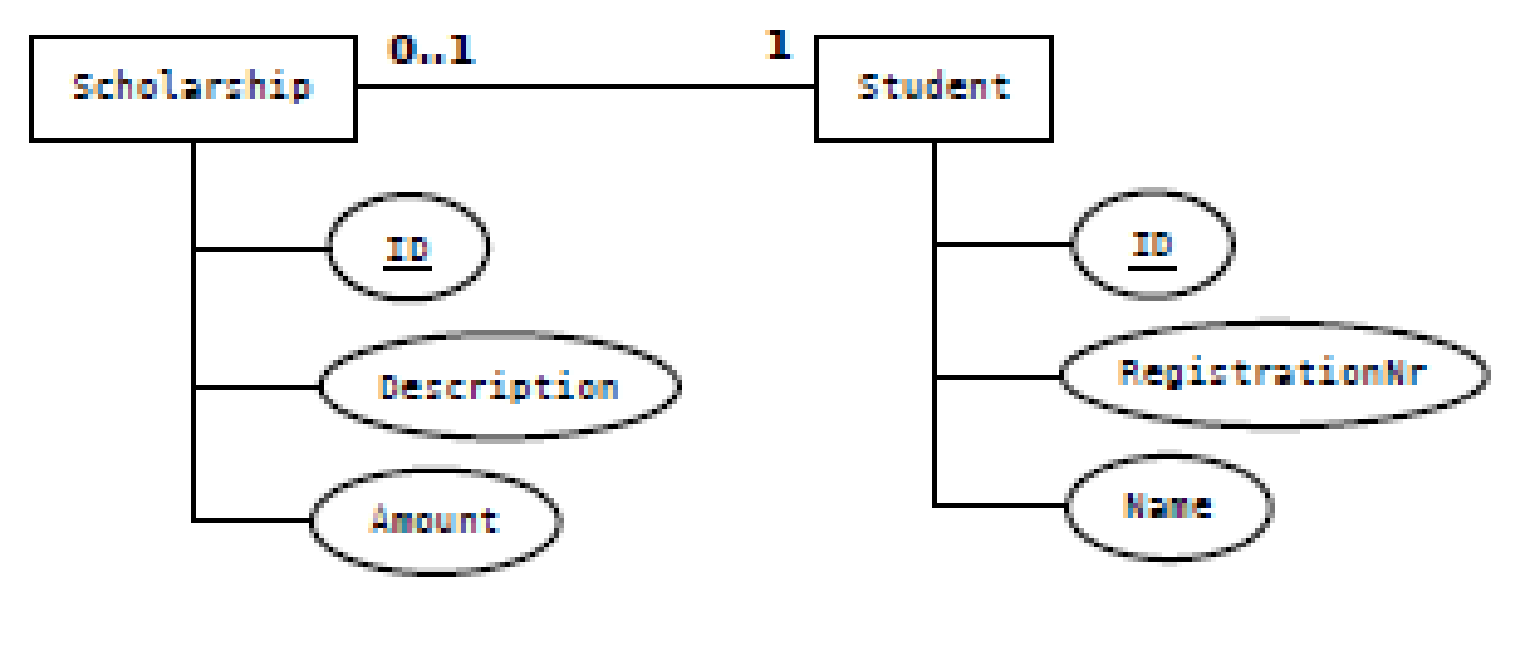 0..1
1
Scholarship
Student
ID
ID
Description
RegistrationNr
Amount
Name